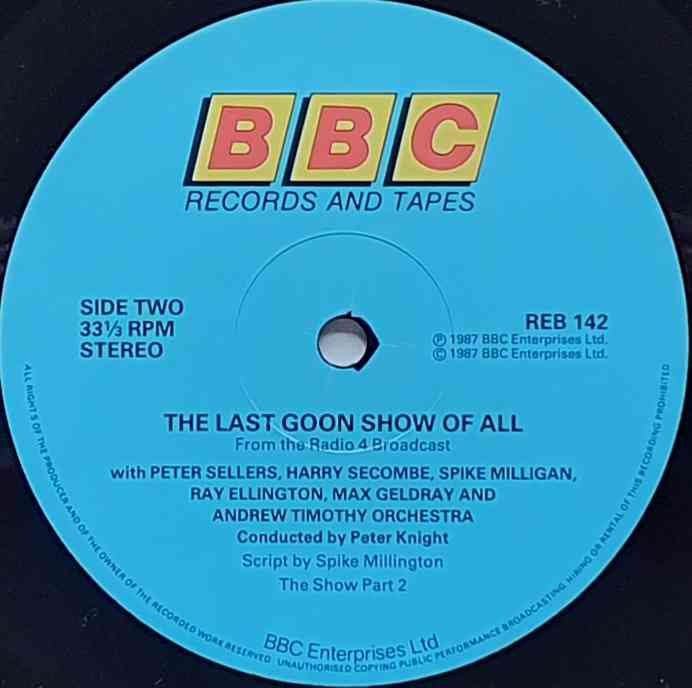 BBC
RECORDS AND TAPES
SIDE TWO
33⅓ RPM
STEREO
REB 142
Ⓟ 1987 BBC Enterprises Ltd.
© 1987 BBC Enterprises Ltd.
THE LAST GOON SHOW OF ALL
From the Radio 4 Broadcast
with PETER SELLERS, HARRY SECOMBE, SPIKE MILLIGAN,
RAY ELLINGTON, MAX GELDRAY AND
ANDREW TIMOTHY ORCHESTRA
Conducted by Peter Knight
Script by Spike Millington
The Show Part 2
BBC Enterprises Ltd
ALL RIGHTS OF THE PRODUCER AND OF THE OWNER OF THE RECORDED WORK RESERVED UNAUTHORISED COPYING PUBLIC PERFORMANCE BROADCASTING, HIRING OR RENTAL OF THIS RECORDING PROHIBITED